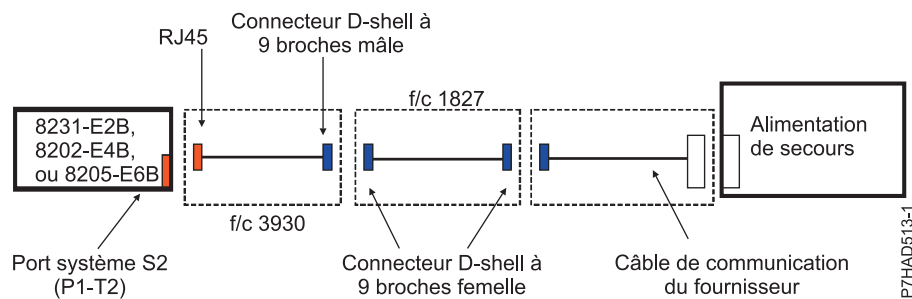 Connecteur D-shell à
9 broches mâle
RJ45
f/c 1827
8231-E2B,
8202-E4B,
ou 8205-E6B
Alimentation
de secours
f/c 3930
Port système S2
(P1-T2)
Connecteur D-shell à
9 broches femelle
Câble de communication
du fournisseur
P7HAD513-1